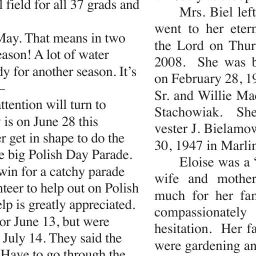 l field for all 37 grads and
May. That means in two
eason! A lot of water
dy for another season. It's
–
attention will turn to
is on June 28 this
er get in shape to do the
e big Polish Day Parade.
win for a catchy parade
nteer to help out on Polish
elp is greatly appreciated.
or June 13, but were
July 14. They said the
Have to go through the
Mrs. Biel left
went to her etern
the Lord on Thur
2008. She was b
on February 28, 19
Sr. and Willie Mae
Stachowiak. She
vester J. Bielamow
30, 1947 in Marlin
Eloise was a "
wife and mother
much for her fam
compassionately
hesitation. Her fa
were gardening an